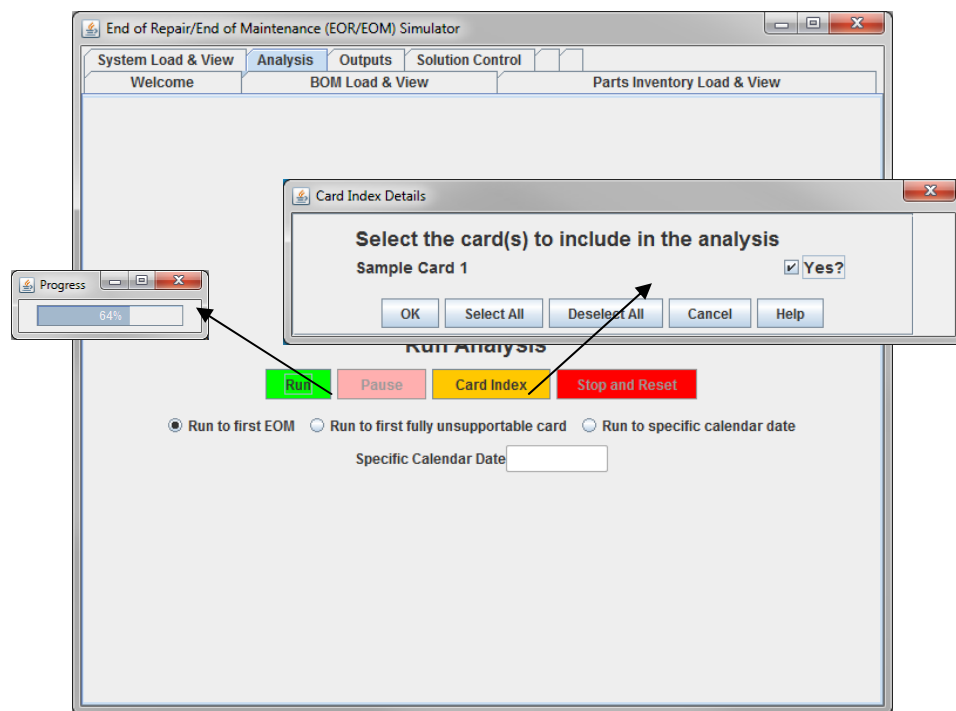 End of Repair/End of Maintenance (EOR/EOM) Simulator
System Load & View Analysis Outputs Solution Control
Welcome BOM Load & View Parts Inventory Load & View
Card Index Details
Select the card(s) to include in the analysis
Sample Card 1 Yes?
OK Select All Deselect All Cancel Help
Progress
64%
Run Analysis
Run Pause Card Index Stop and Reset
Run to first EOM Run to first fully unsupportable card Run to specific calendar date
Specific Calendar Date